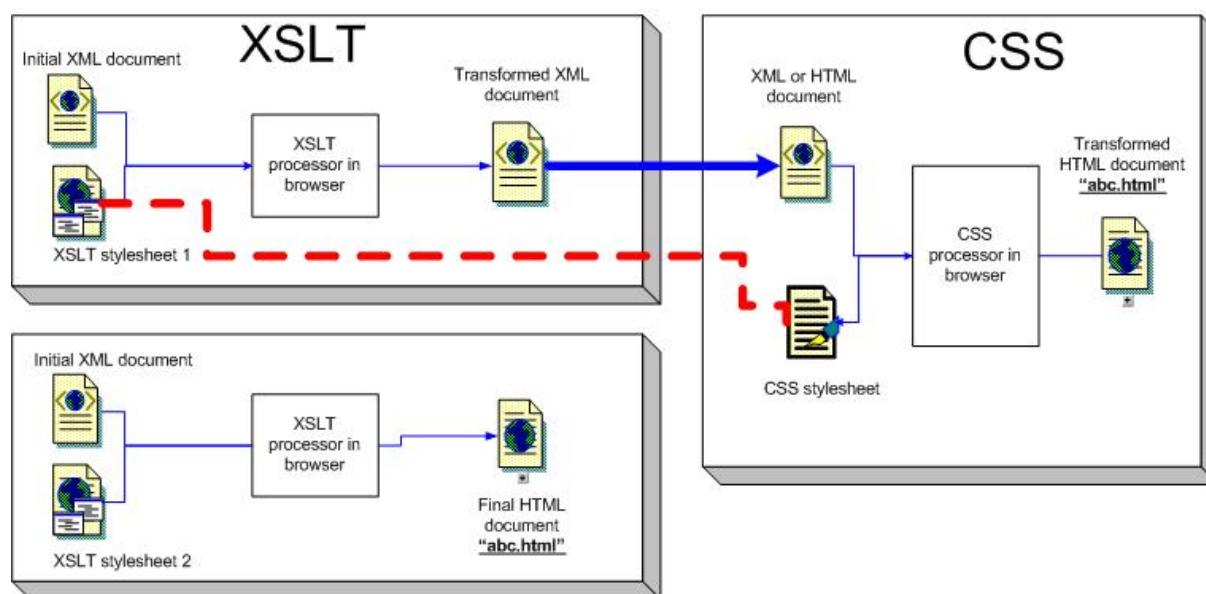 XSLT
Initial XML document
Transformed XML
document
XSLT
processor in
browser
XSLT stylesheet 1
CSS
XML or HTML
document
Transformed
HTML document
“abc.html”
CSS
processor in
browser
CSS stylesheet
Initial XML document
XSLT
processor in
browser
Final HTML
document
“abc.html”
XSLT stylesheet 2